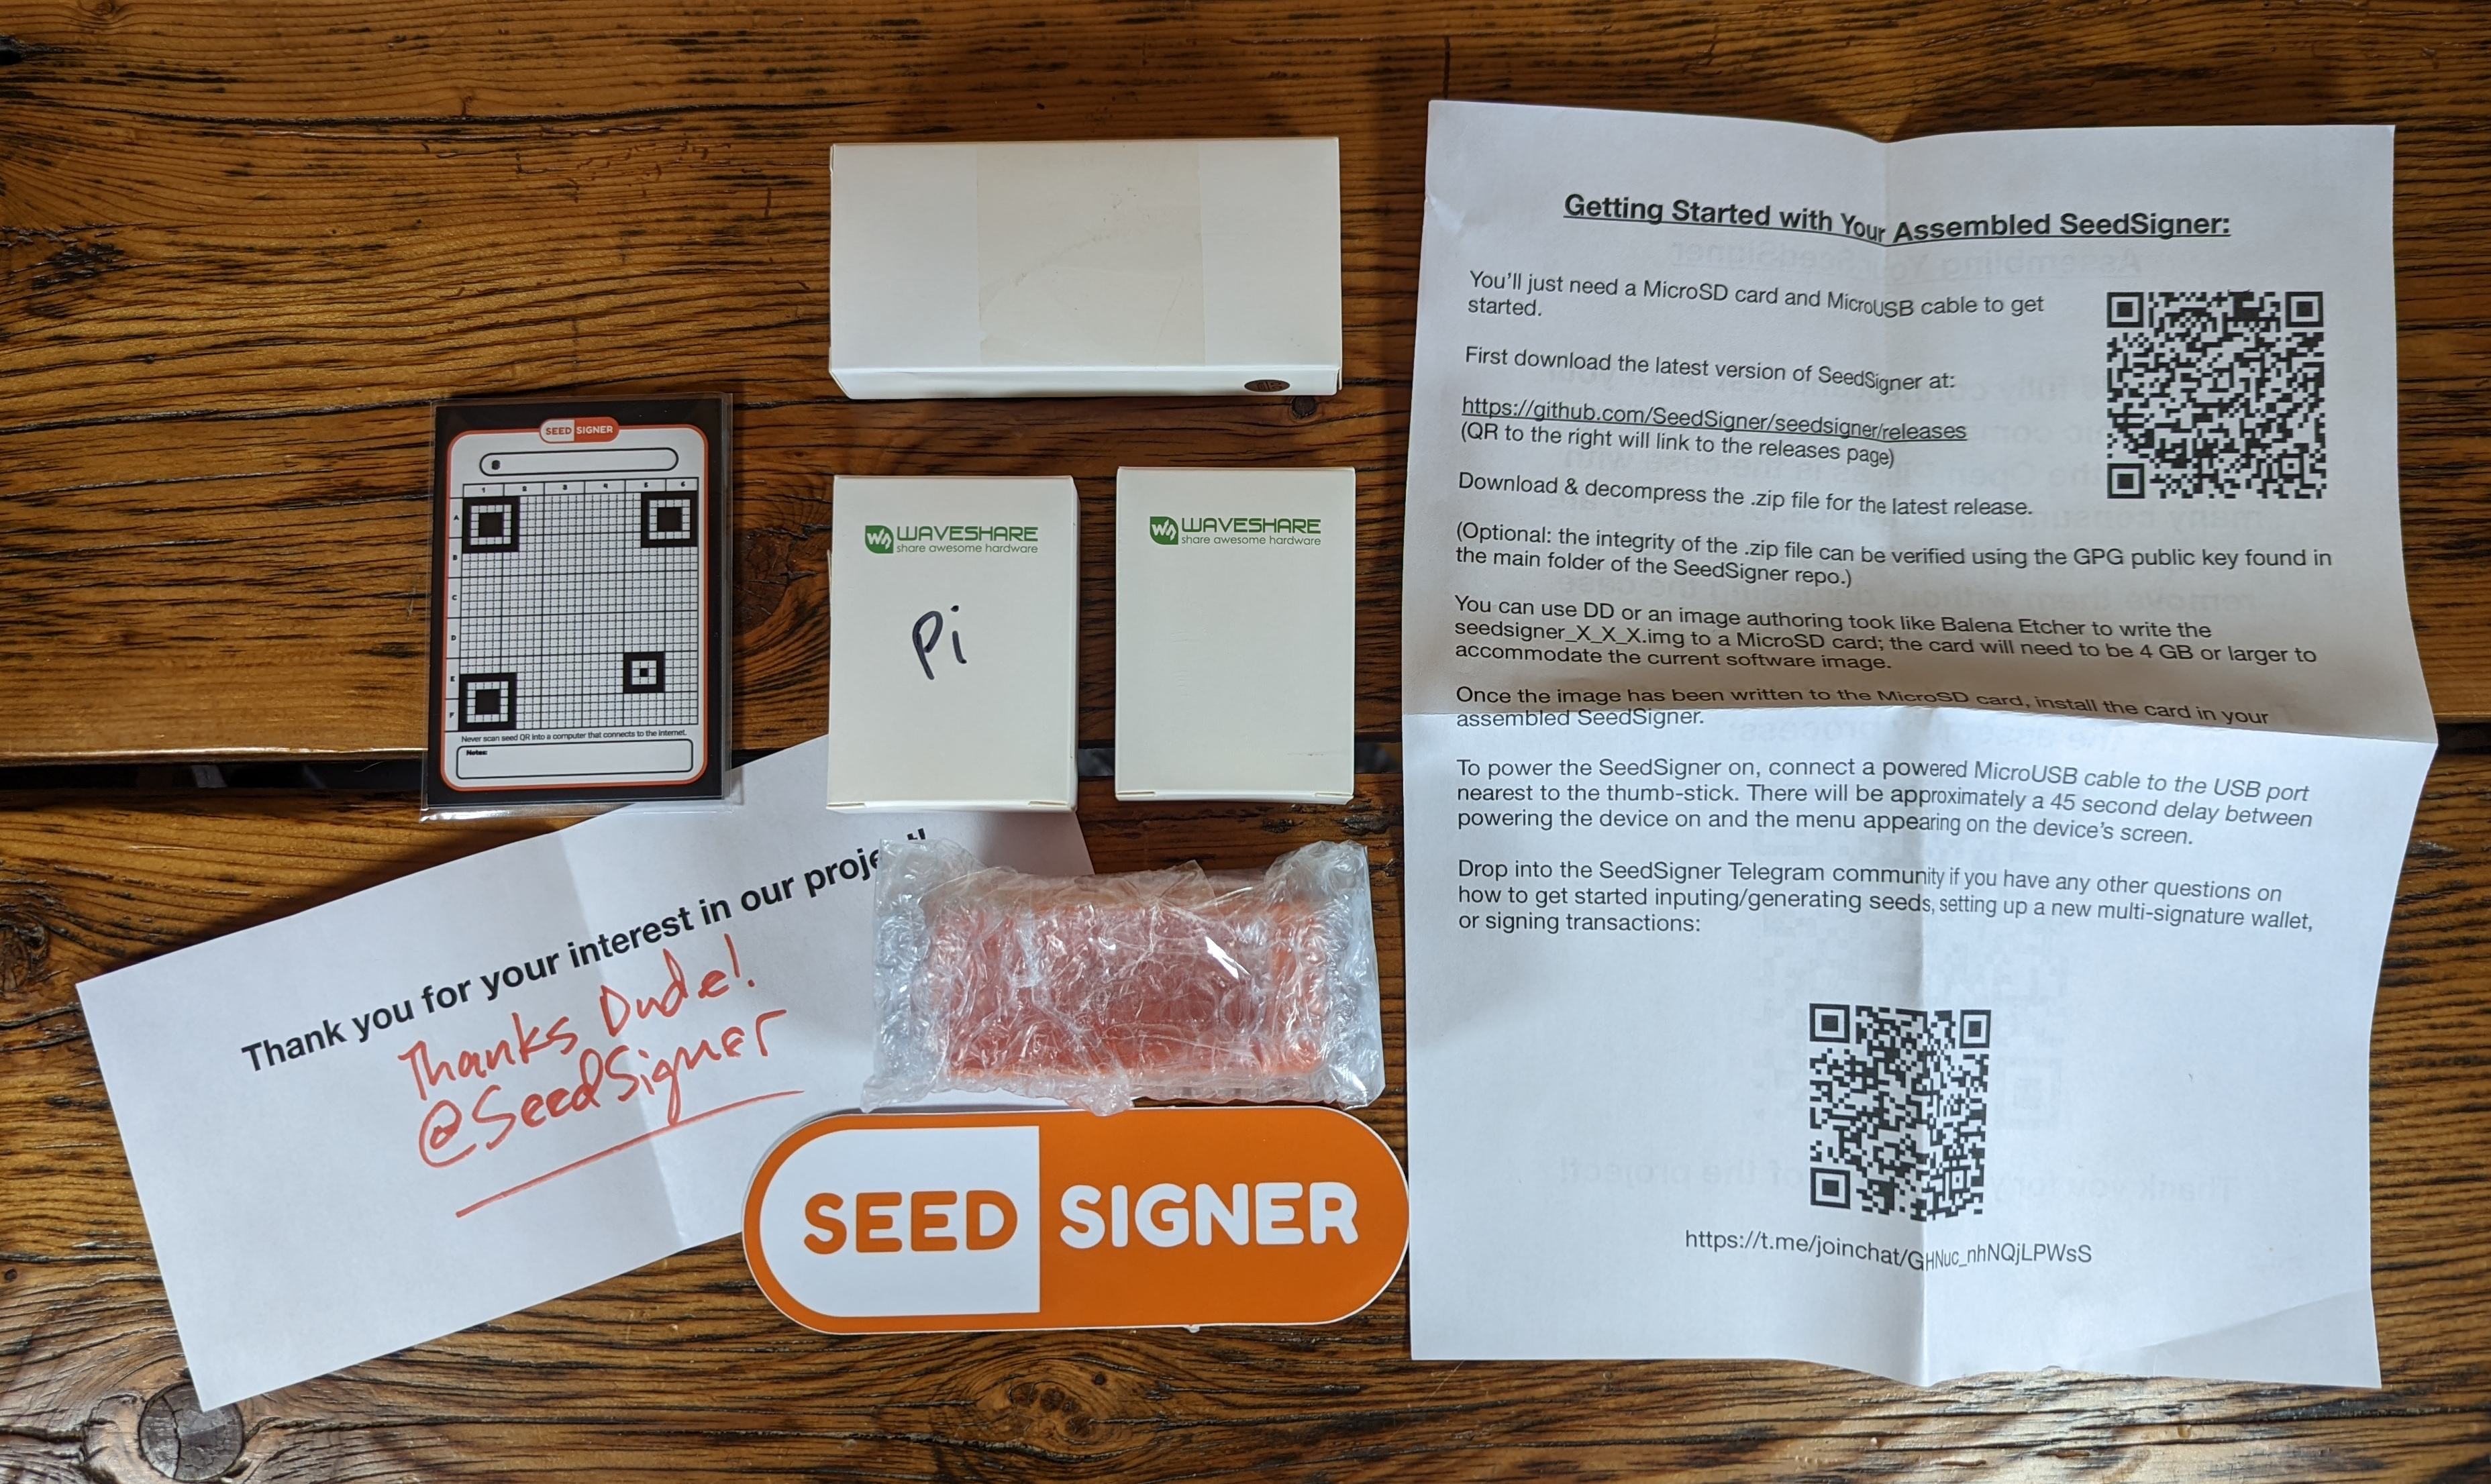 SEED SIGNER
1 2 3 4 5 6
A
B
C
D
E
F
Never scan seed QR into a computer that connects to the internet.
Notes:
WAVESHARE
share awesome hardware
Pi
WAVESHARE
share awesome hardware
Thank you for your interest in our
Thanks Dude!
@SeedSigner
SEED SIGNER
Getting Started with Your Assembled SeedSigner:
You'll just need a MicroSD card and MicroUSB cable to get
started.
First download the latest version of SeedSigner at:
https://github.com/SeedSigner/seedsigner/releases
(QR to the right will link to the releases page)
Download & decompress the .zip file for the latest release.
(Optional: the integrity of the .zip file can be verified using the GPG public key found in
the main folder of the SeedSigner repo.)
You can use DD or an image authoring took like Balena Etcher to write the
seedsigner_X_X_X.img to a MicroSD card; the card will need to be 4 GB or larger to
accommodate the current software image.
Once the image has been written to the MicroSD card, install the card in your
assembled SeedSigner.
To power the SeedSigner on, connect a powered MicroUSB cable to the USB port
nearest to the thumb-stick. There will be approximately a 45 second delay between
powering the device on and the menu appearing on the device's screen.
Drop into the SeedSigner Telegram community if you have any other questions on
how to get started inputing/generating seeds, setting up a new multi-signature wallet,
or signing transactions:
https://t.me/joinchat/GHNuc_nhNQjLPWsS